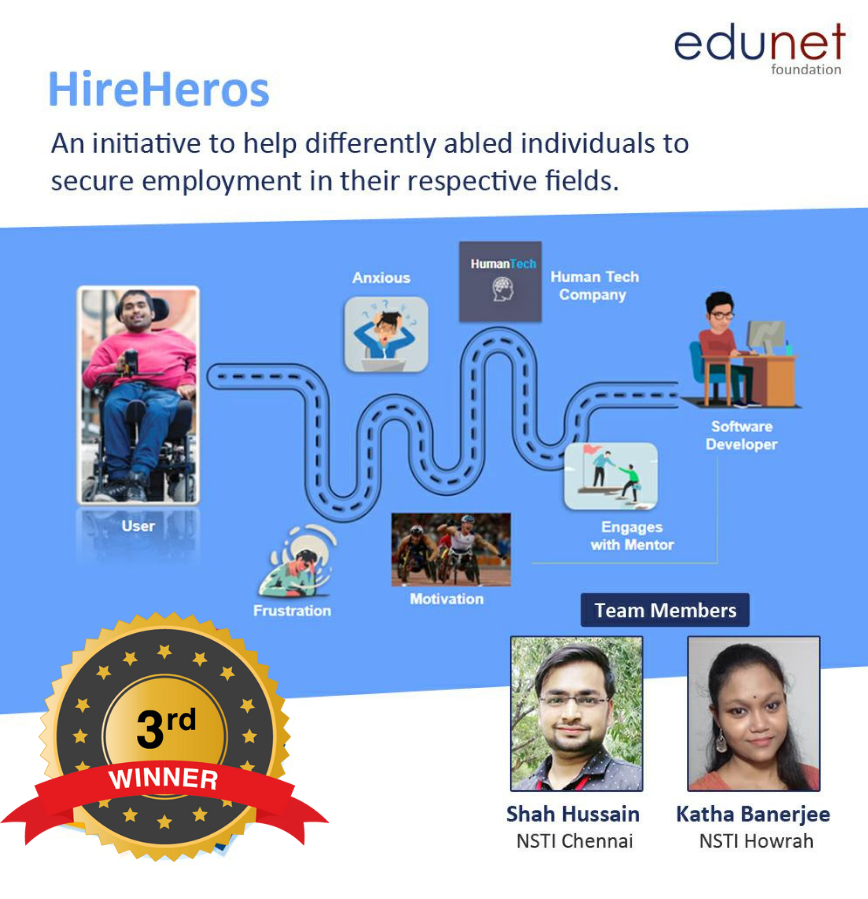 edunet
foundation
HireHeros
An initiative to help differently abled individuals to
secure employment in their respective fields.
Anxious
HumanTech
Human Tech
Company
Software
Developer
User
Engages
with Mentor
Motivation
Frustration
Team Members
3rd
WINNER
Shah Hussain
NSTI Chennai
Katha Banerjee
NSTI Howrah